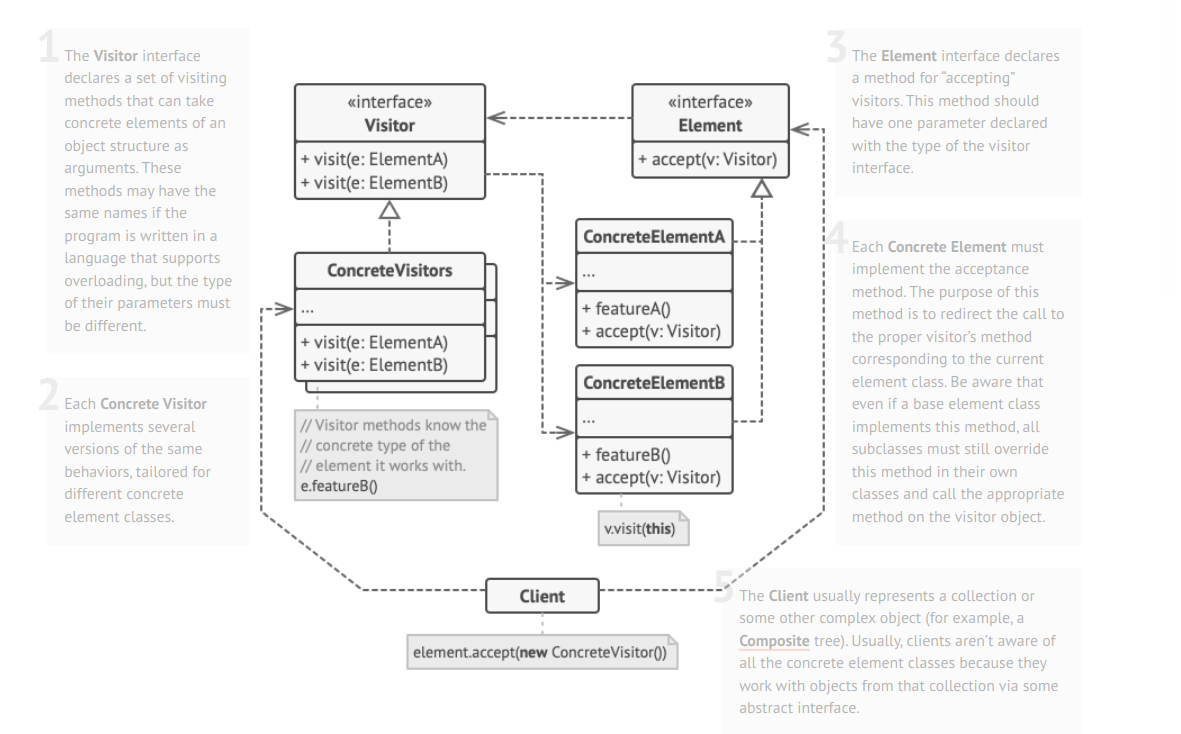 1
The Visitor interface
declares a set of visiting
methods that can take
concrete elements of an
object structure as
arguments. These
methods may have the
same names if the
program is written in a
language that supports
overloading, but the type
of their parameters must
be different.
2
Each Concrete Visitor
implements several
versions of the same
behaviors, tailored for
different concrete
element classes.
«interface»
Visitor
+ visit(e: ElementA)
+ visit(e: ElementB)
ConcreteVisitors
...
+ visit(e: ElementA)
+ visit(e: ElementB)
// Visitor methods know the
// concrete type of the
// element it works with.
e.featureB()
«interface»
Element
+ accept(v: Visitor)
ConcreteElementA
...
+ featureA()
+ accept(v: Visitor)
ConcreteElementB
...
+ featureB()
+ accept(v: Visitor)
v.visit(this)
Client
element.accept(new ConcreteVisitor())
3
The Element interface declares
a method for “accepting”
visitors. This method should
have one parameter declared
with the type of the visitor
interface.
4
Each Concrete Element must
implement the acceptance
method. The purpose of this
method is to redirect the call to
the proper visitor’s method
corresponding to the current
element class. Be aware that
even if a base element class
implements this method, all
subclasses must still override
this method in their own
classes and call the appropriate
method on the visitor object.
5
The Client usually represents a collection or
some other complex object (for example, a
Composite tree). Usually, clients aren’t aware of
all the concrete element classes because they
work with objects from that collection via some
abstract interface.